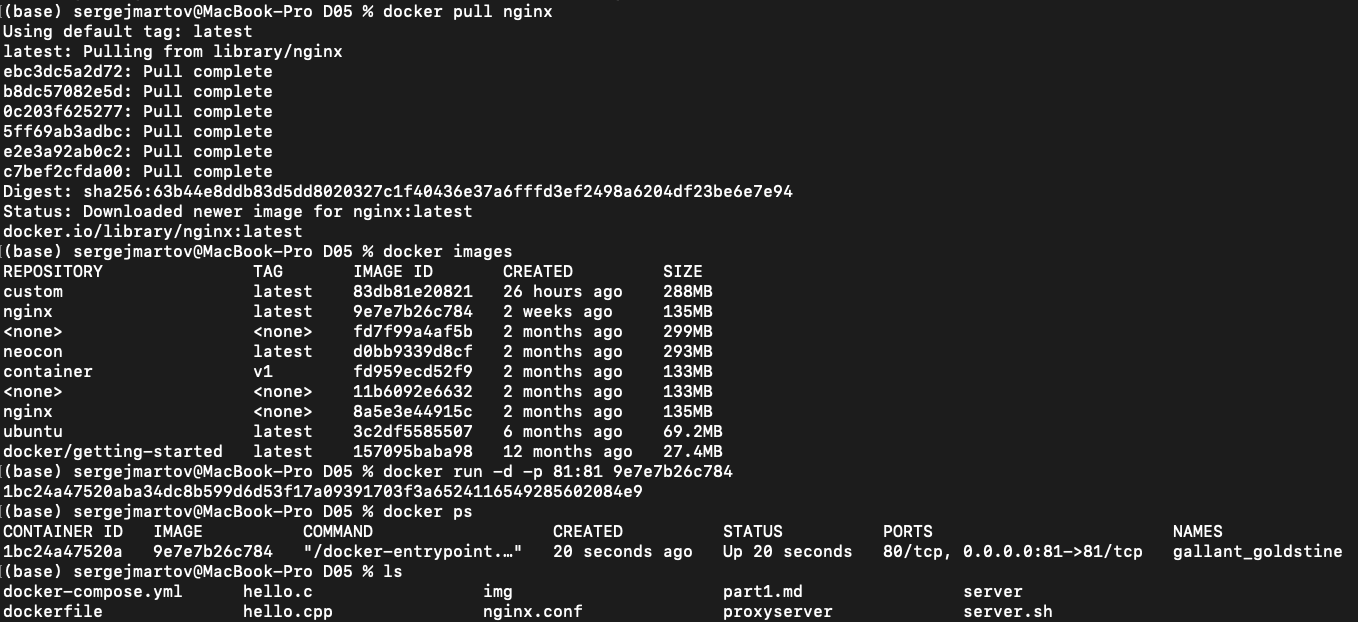 (base) sergejmartov@MacBook-Pro D05 % docker pull nginx
Using default tag: latest
latest: Pulling from library/nginx
ebc3dc5a2d72: Pull complete
b8dc57082e5d: Pull complete
0c203f625277: Pull complete
5ff69ab3adbc: Pull complete
e2e3a92ab0c2: Pull complete
c7bef2cfda00: Pull complete
Digest: sha256:63b44e8ddb83d5dd8020327c1f40436e37a6fffd3ef2498a6204df23be6e7e94
Status: Downloaded newer image for nginx:latest
docker.io/library/nginx:latest
(base) sergejmartov@MacBook-Pro D05 % docker images
REPOSITORY TAG IMAGE ID CREATED SIZE
custom latest 83db81e20821 26 hours ago 288MB
nginx latest 9e7e7b26c784 2 weeks ago 135MB
<none> <none> fd7f99a4af5b 2 months ago 299MB
neocon latest d0bb9339d8cf 2 months ago 293MB
container v1 fd959ecd52f9 2 months ago 133MB
<none> <none> 11b6092e6632 2 months ago 133MB
nginx <none> 8a5e3e44915c 2 months ago 135MB
ubuntu latest 3c2df5585507 6 months ago 69.2MB
docker/getting-started latest 157095baba98 12 months ago 27.4MB
(base) sergejmartov@MacBook-Pro D05 % docker run -d -p 81:81 9e7e7b26c784
1bc24a47520aba34dc8b599d6d53f17a09391703f3a6524116549285602084e9
(base) sergejmartov@MacBook-Pro D05 % docker ps
CONTAINER ID IMAGE COMMAND CREATED STATUS PORTS NAMES
1bc24a47520a 9e7e7b26c784 "/docker-entrypoint.…" 20 seconds ago Up 20 seconds 80/tcp, 0.0.0.0:81->81/tcp gallant_goldstine
(base) sergejmartov@MacBook-Pro D05 % ls
docker-compose.yml hello.c img part1.md server
dockerfile hello.cpp nginx.conf proxyserver server.sh